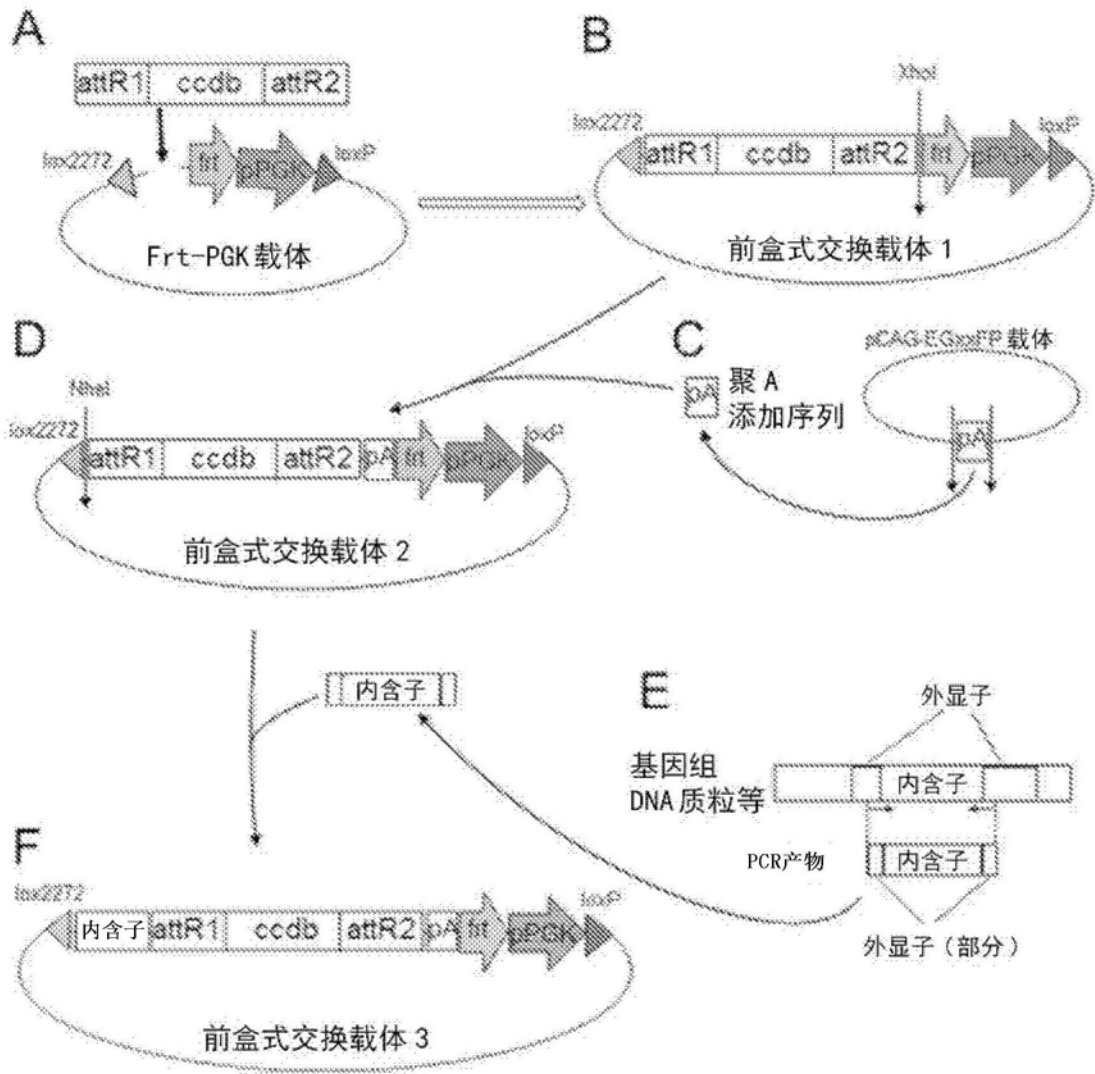 A
attR1 ccdb attR2
lox2272 frt pPGK loxP
Frt-PGK 载体
B
XhoI
lox2272 attR1 ccdb attR2 frt pPGK loxP
前盒式交换载体 1
C
pCAG-EGxxFP 载体
pA
聚 A
添加序列
pA
D
NheI
lox2272 attR1 ccdb attR2 pA frt pPGK loxP
前盒式交换载体 2
内含子
E
外显子
基因组
DNA 质粒等
内含子
PCR产物
内含子
外显子（部分）
F
lox2272 内含子 attR1 ccdb attR2 pA frt pPGK loxP
前盒式交换载体 3